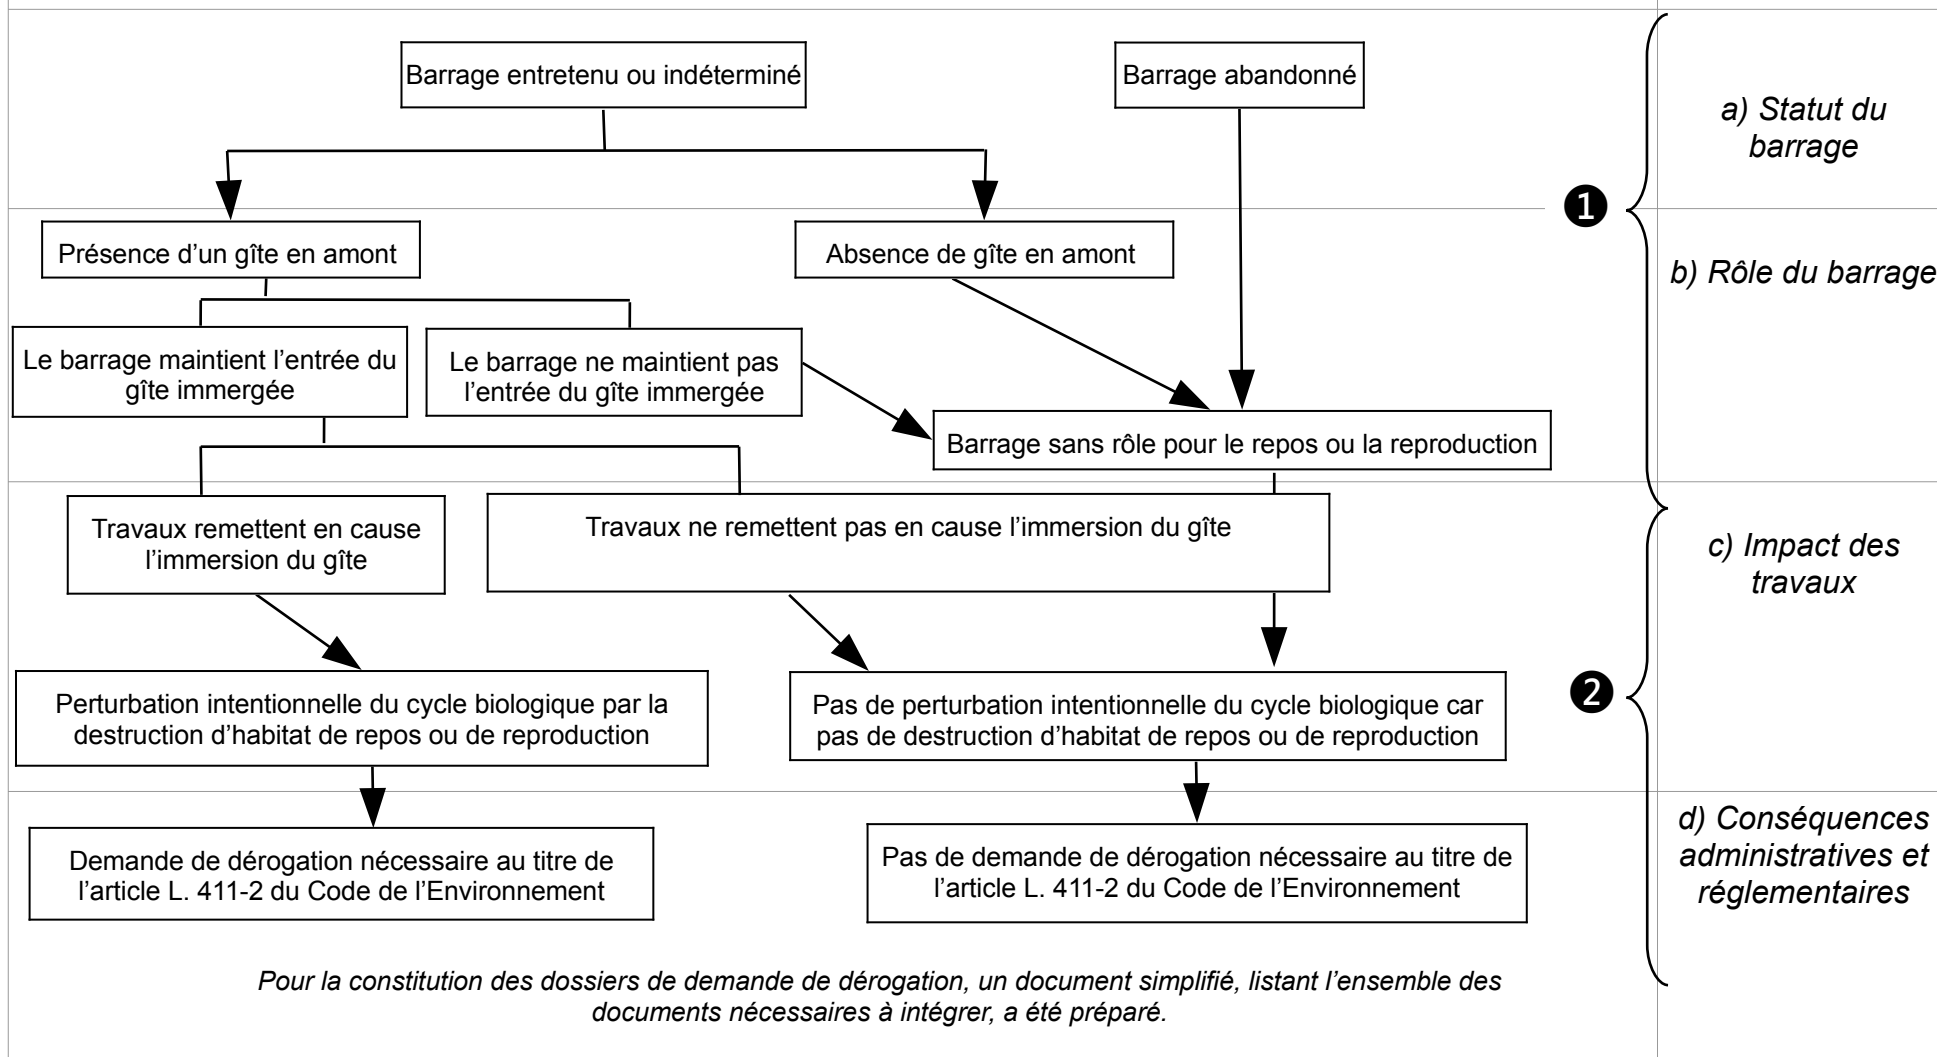 Barrage entretenu ou indéterminé
Barrage abandonné
a) Statut du
barrage
❶
Présence d’un gîte en amont
Absence de gîte en amont
b) Rôle du barrage
Le barrage maintient l’entrée du
gîte immergée
Le barrage ne maintient pas
l’entrée du gîte immergée
Barrage sans rôle pour le repos ou la reproduction
Travaux remettent en cause
l’immersion du gîte
Travaux ne remettent pas en cause l’immersion du gîte
c) Impact des
travaux
❷
Perturbation intentionnelle du cycle biologique par la
destruction d’habitat de repos ou de reproduction
Pas de perturbation intentionnelle du cycle biologique car
pas de destruction d’habitat de repos ou de reproduction
Demande de dérogation nécessaire au titre de
l’article L. 411-2 du Code de l’Environnement
Pas de demande de dérogation nécessaire au titre de
l’article L. 411-2 du Code de l’Environnement
d) Conséquences
administratives et
réglementaires
Pour la constitution des dossiers de demande de dérogation, un document simplifié, listant l’ensemble des
documents nécessaires à intégrer, a été préparé.